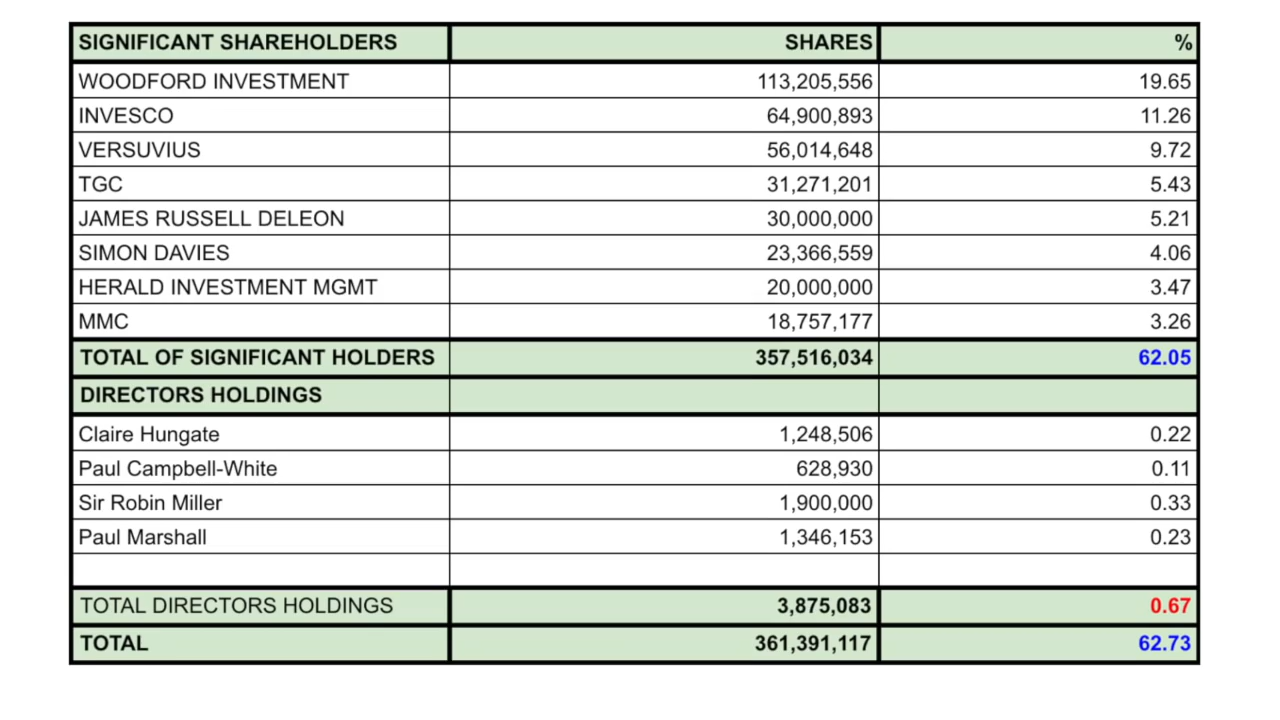 SIGNIFICANT SHAREHOLDERS SHARES %
WOODFORD INVESTMENT 113,205,556 19.65
INVESCO 64,900,893 11.26
VERSUVIUS 56,014,648 9.72
TGC 31,271,201 5.43
JAMES RUSSELL DELEON 30,000,000 5.21
SIMON DAVIES 23,366,559 4.06
HERALD INVESTMENT MGMT 20,000,000 3.47
MMC 18,757,177 3.26
TOTAL OF SIGNIFICANT HOLDERS 357,516,034 62.05
DIRECTORS HOLDINGS
Claire Hungate 1,248,506 0.22
Paul Campbell-White 628,930 0.11
Sir Robin Miller 1,900,000 0.33
Paul Marshall 1,346,153 0.23
TOTAL DIRECTORS HOLDINGS 3,875,083 0.67
TOTAL 361,391,117 62.73